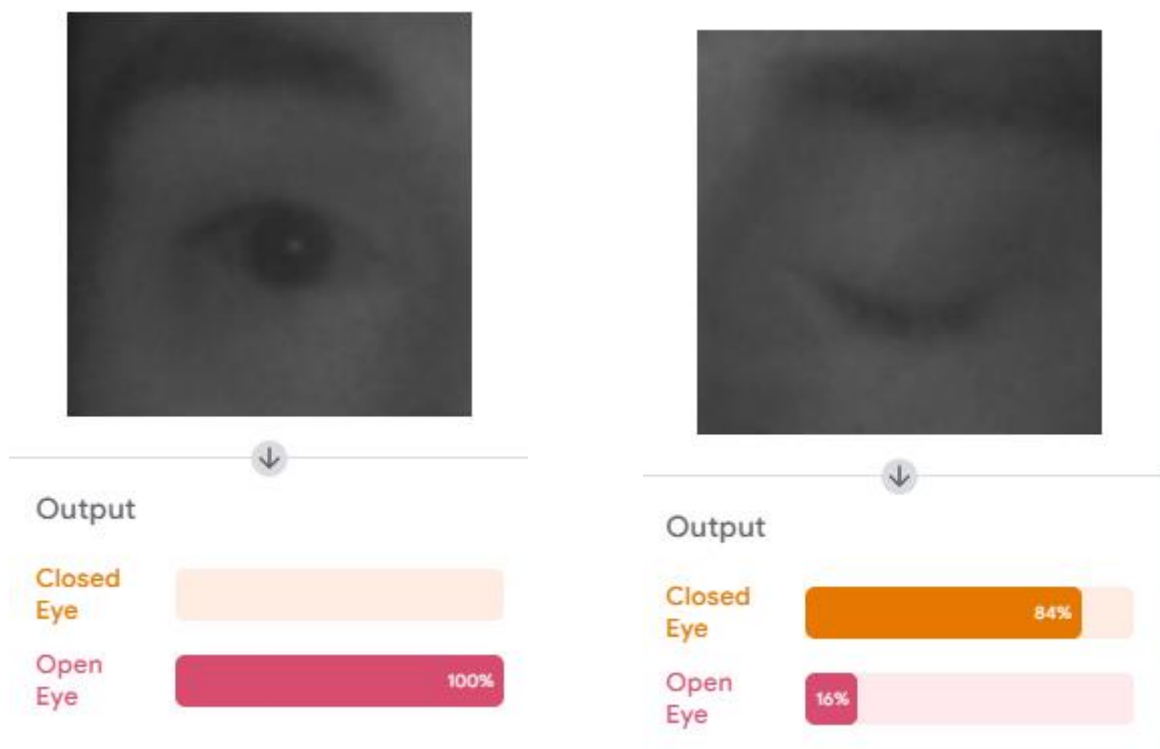 Output
Closed
Eye
Open
Eye
100%
Output
Closed
Eye
84%
Open
Eye
16%